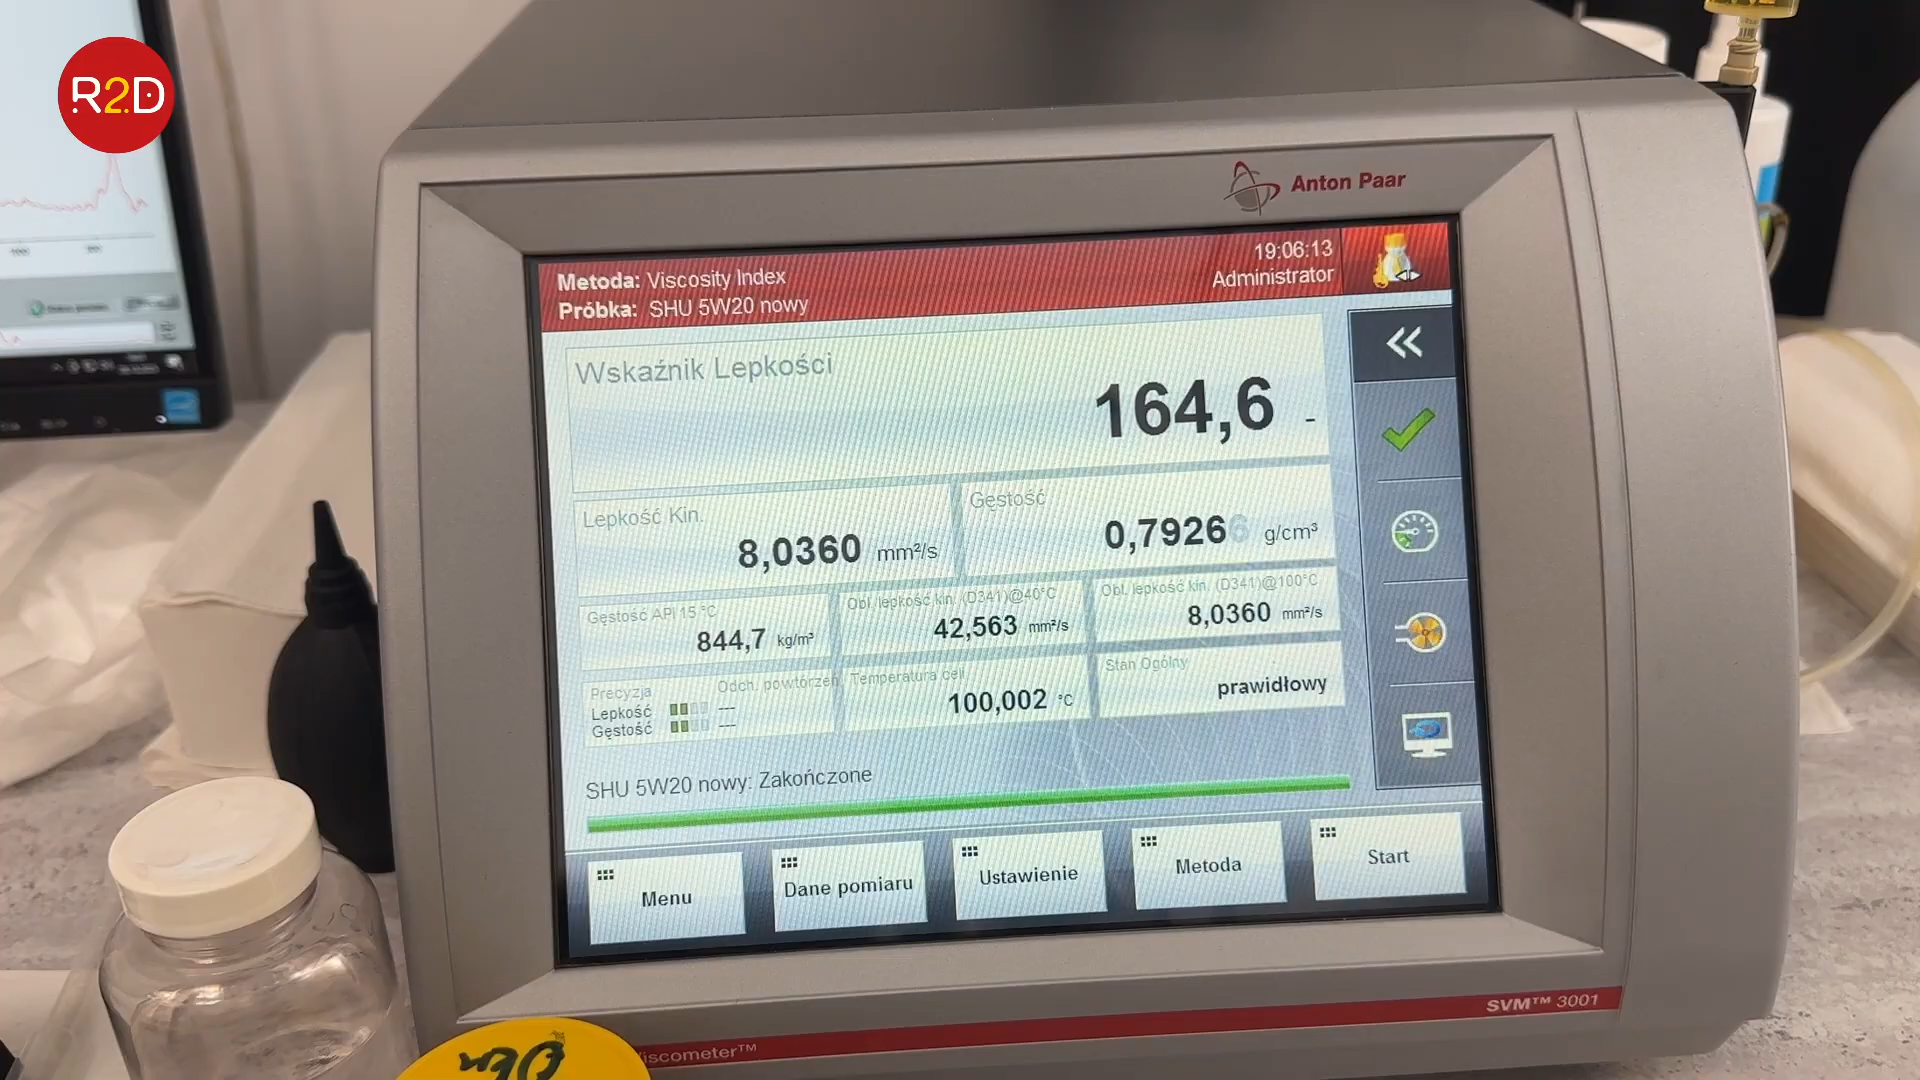 R2D
Anton Paar
Metoda: Viscosity Index
Próbka: SHU 5W20 nowy
19:06:13
Administrator
Wskaźnik Lepkości
164,6 -
Lepkość Kin.
8,0360 mm²/s
Gęstość
0,79266 g/cm³
Gęstość API 15 °C
844,7 kg/m³
Obl. lepkość kin. (D341)@40°C
42,563 mm²/s
Obl. lepkość kin. (D341)@100°C
8,0360 mm²/s
Precyzja
Odch. powtórzeń
Lepkość ---
Gęstość ---
Temperatura celi
100,002 °C
Stan Ogólny
prawidłowy
SHU 5W20 nowy: Zakończone
Menu
Dane pomiaru
Ustawienie
Metoda
Start
SVM™ 3001